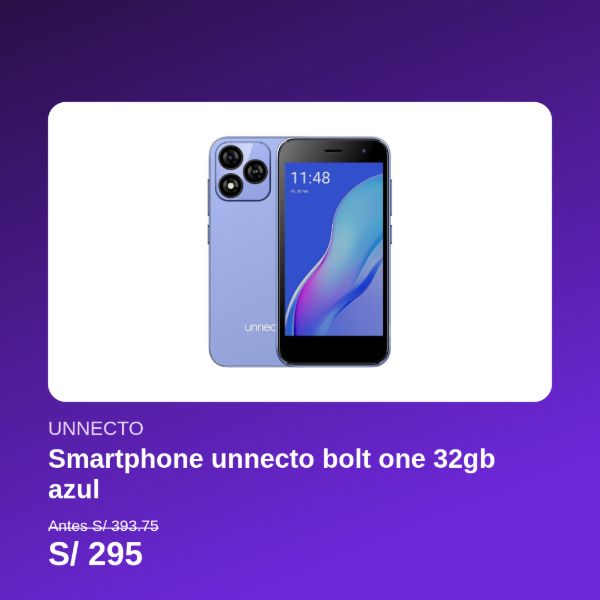 11:48
unnec
UNNECTO
Smartphone unnecto bolt one 32gb
azul
Antes S/ 393.75
S/ 295